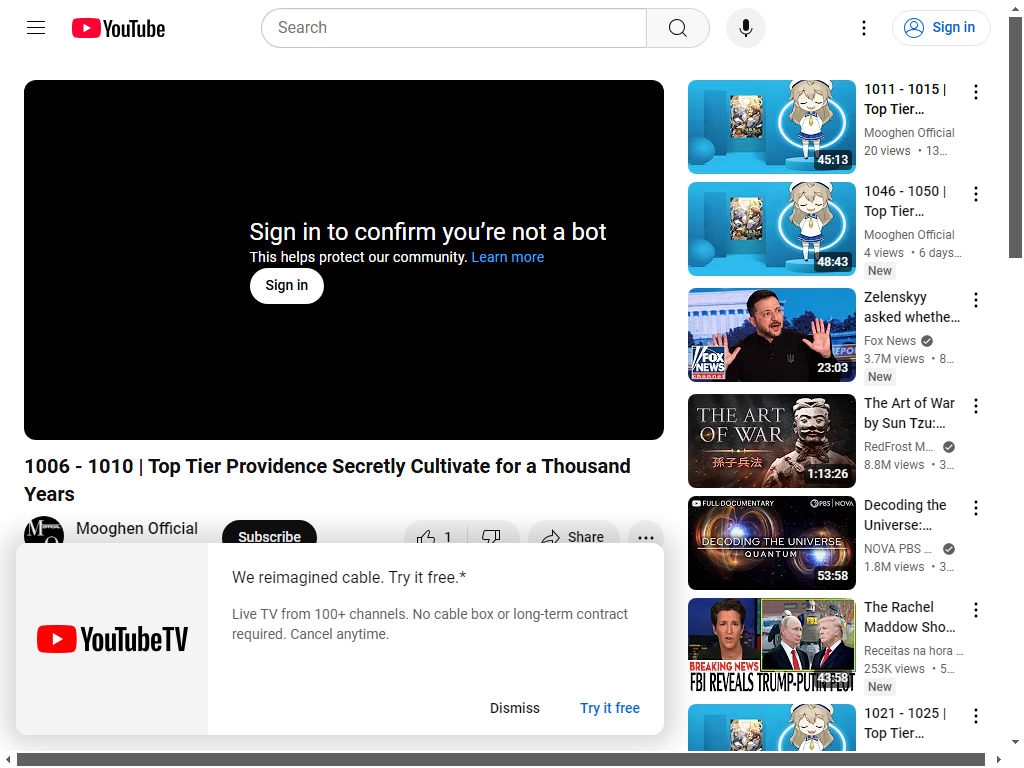 YouTube
Search
Sign in
Sign in to confirm you’re not a bot
This helps protect our community. Learn more
Sign in
1006 - 1010 | Top Tier Providence Secretly Cultivate for a Thousand
Years
Mooghen Official
Subscribe
1
Share
YouTubeTV
We reimagined cable. Try it free.*
Live TV from 100+ channels. No cable box or long-term contract
required. Cancel anytime.
Dismiss
Try it free
45:13
1011 - 1015 |
Top Tier…
Mooghen Official
20 views • 13…
48:43
1046 - 1050 |
Top Tier…
Mooghen Official
4 views • 6 days…
New
FOX
NEWS
channel
23:03
Zelenskyy
asked whethe…
Fox News
3.7M views • 8…
New
THE ART
OF WAR
孫子兵法
1:13:26
The Art of War
by Sun Tzu:…
RedFrost M…
8.8M views • 3…
FULL DOCUMENTARY
PBS NOVA
DECODING THE UNIVERSE
QUANTUM
53:58
Decoding the
Universe:…
NOVA PBS …
1.8M views • 3…
BREAKING NEWS
FBI REVEALS TRUMP-PUTIN PLOT
43:58
The Rachel
Maddow Sho…
Receitas na hora …
253K views • 5…
New
1021 - 1025 |
Top Tier…